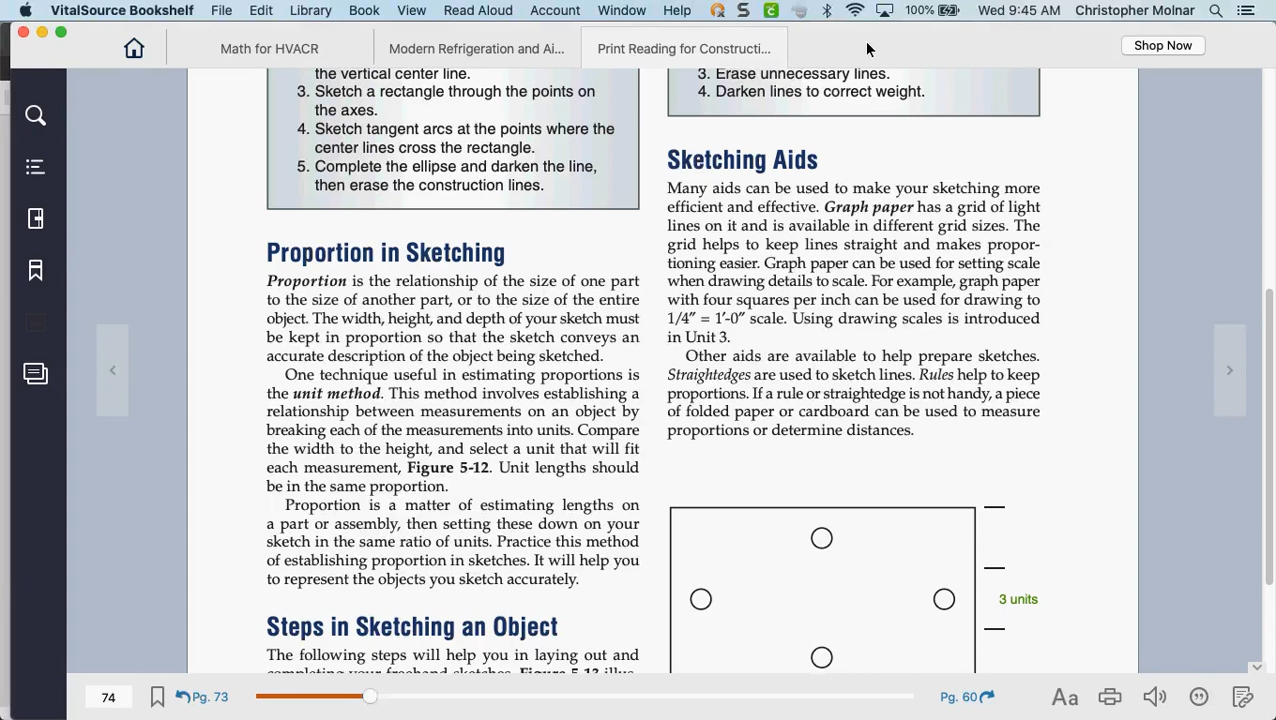 VitalSource Bookshelf File Edit Library Book View Read Aloud Account Window Help S C 100% Wed 9:45 AM Christopher Molnar
Math for HVACR
Modern Refrigeration and Ai...
Print Reading for Constructi...
Shop Now
the vertical center line.
3. Sketch a rectangle through the points on
the axes.
4. Sketch tangent arcs at the points where the
center lines cross the rectangle.
5. Complete the ellipse and darken the line,
then erase the construction lines.
Proportion in Sketching
Proportion is the relationship of the size of one part
to the size of another part, or to the size of the entire
object. The width, height, and depth of your sketch must
be kept in proportion so that the sketch conveys an
accurate description of the object being sketched.
One technique useful in estimating proportions is
the unit method. This method involves establishing a
relationship between measurements on an object by
breaking each of the measurements into units. Compare
the width to the height, and select a unit that will fit
each measurement, Figure 5-12. Unit lengths should
be in the same proportion.
Proportion is a matter of estimating lengths on
a part or assembly, then setting these down on your
sketch in the same ratio of units. Practice this method
of establishing proportion in sketches. It will help you
to represent the objects you sketch accurately.
Steps in Sketching an Object
The following steps will help you in laying out and
completing your freehand sketches. Figure 5-13 illus-
3. Erase unnecessary lines.
4. Darken lines to correct weight.
Sketching Aids
Many aids can be used to make your sketching more
efficient and effective. Graph paper has a grid of light
lines on it and is available in different grid sizes. The
grid helps to keep lines straight and makes propor-
tioning easier. Graph paper can be used for setting scale
when drawing details to scale. For example, graph paper
with four squares per inch can be used for drawing to
1/4″ = 1′-0″ scale. Using drawing scales is introduced
in Unit 3.
Other aids are available to help prepare sketches.
Straightedges are used to sketch lines. Rules help to keep
proportions. If a rule or straightedge is not handy, a piece
of folded paper or cardboard can be used to measure
proportions or determine distances.
3 units
74
Pg. 73
Pg. 60
Aa